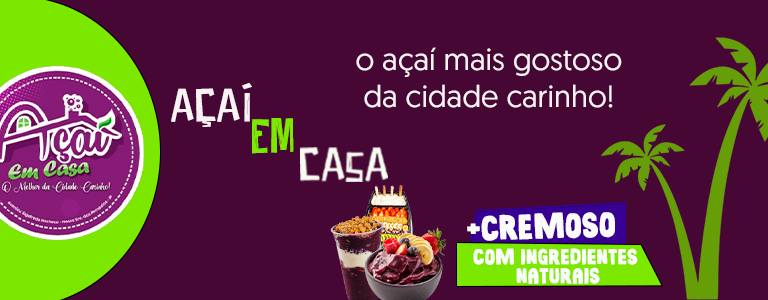 Açaí
Em Casa
O Melhor da Cidade Carinho!
AÇAÍ
EM
CASA
o açaí mais gostoso
da cidade carinho!
+CREMOSO
COM INGREDIENTES
NATURAIS